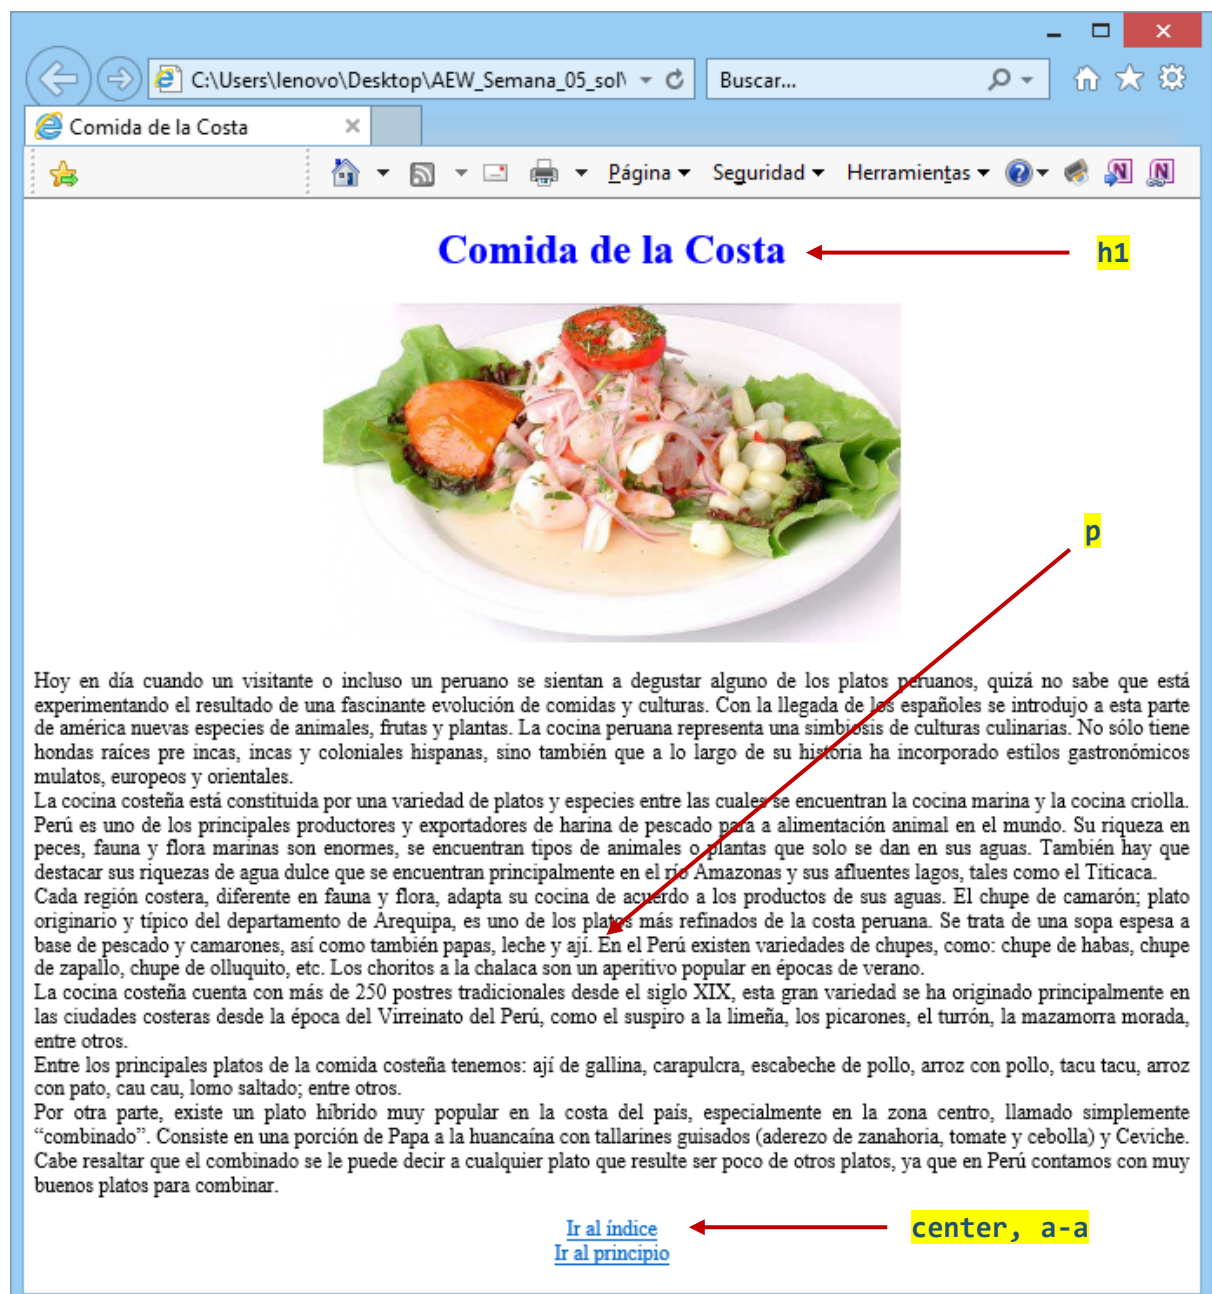 C:\Users\lenovo\Desktop\AEW_Semana_05_sol\
Buscar...
Comida de la Costa
Página
Seguridad
Herramientas
Comida de la Costa
h1
p
Hoy en día cuando un visitante o incluso un peruano se sientan a degustar alguno de los platos peruanos, quizá no sabe que está
experimentando el resultado de una fascinante evolución de comidas y culturas. Con la llegada de los españoles se introdujo a esta parte
de américa nuevas especies de animales, frutas y plantas. La cocina peruana representa una simbiosis de culturas culinarias. No sólo tiene
hondas raíces pre incas, incas y coloniales hispanas, sino también que a lo largo de su historia ha incorporado estilos gastronómicos
mulatos, europeos y orientales.
La cocina costeña está constituida por una variedad de platos y especies entre las cuales se encuentran la cocina marina y la cocina criolla.
Perú es uno de los principales productores y exportadores de harina de pescado para a alimentación animal en el mundo. Su riqueza en
peces, fauna y flora marinas son enormes, se encuentran tipos de animales o plantas que solo se dan en sus aguas. También hay que
destacar sus riquezas de agua dulce que se encuentran principalmente en el río Amazonas y sus afluentes lagos, tales como el Titicaca.
Cada región costera, diferente en fauna y flora, adapta su cocina de acuerdo a los productos de sus aguas. El chupe de camarón; plato
originario y típico del departamento de Arequipa, es uno de los platos más refinados de la costa peruana. Se trata de una sopa espesa a
base de pescado y camarones, así como también papas, leche y ají. En el Perú existen variedades de chupes, como: chupe de habas, chupe
de zapallo, chupe de olluquito, etc. Los choritos a la chalaca son un aperitivo popular en épocas de verano.
La cocina costeña cuenta con más de 250 postres tradicionales desde el siglo XIX, esta gran variedad se ha originado principalmente en
las ciudades costeras desde la época del Virreinato del Perú, como el suspiro a la limeña, los picarones, el turrón, la mazamorra morada,
entre otros.
Entre los principales platos de la comida costeña tenemos: ají de gallina, carapulcra, escabeche de pollo, arroz con pollo, tacu tacu, arroz
con pato, cau cau, lomo saltado; entre otros.
Por otra parte, existe un plato híbrido muy popular en la costa del país, especialmente en la zona centro, llamado simplemente
“combinado”. Consiste en una porción de Papa a la huancaína con tallarines guisados (aderezo de zanahoria, tomate y cebolla) y Ceviche.
Cabe resaltar que el combinado se le puede decir a cualquier plato que resulte ser poco de otros platos, ya que en Perú contamos con muy
buenos platos para combinar.
Ir al índice
center, a-a
Ir al principio